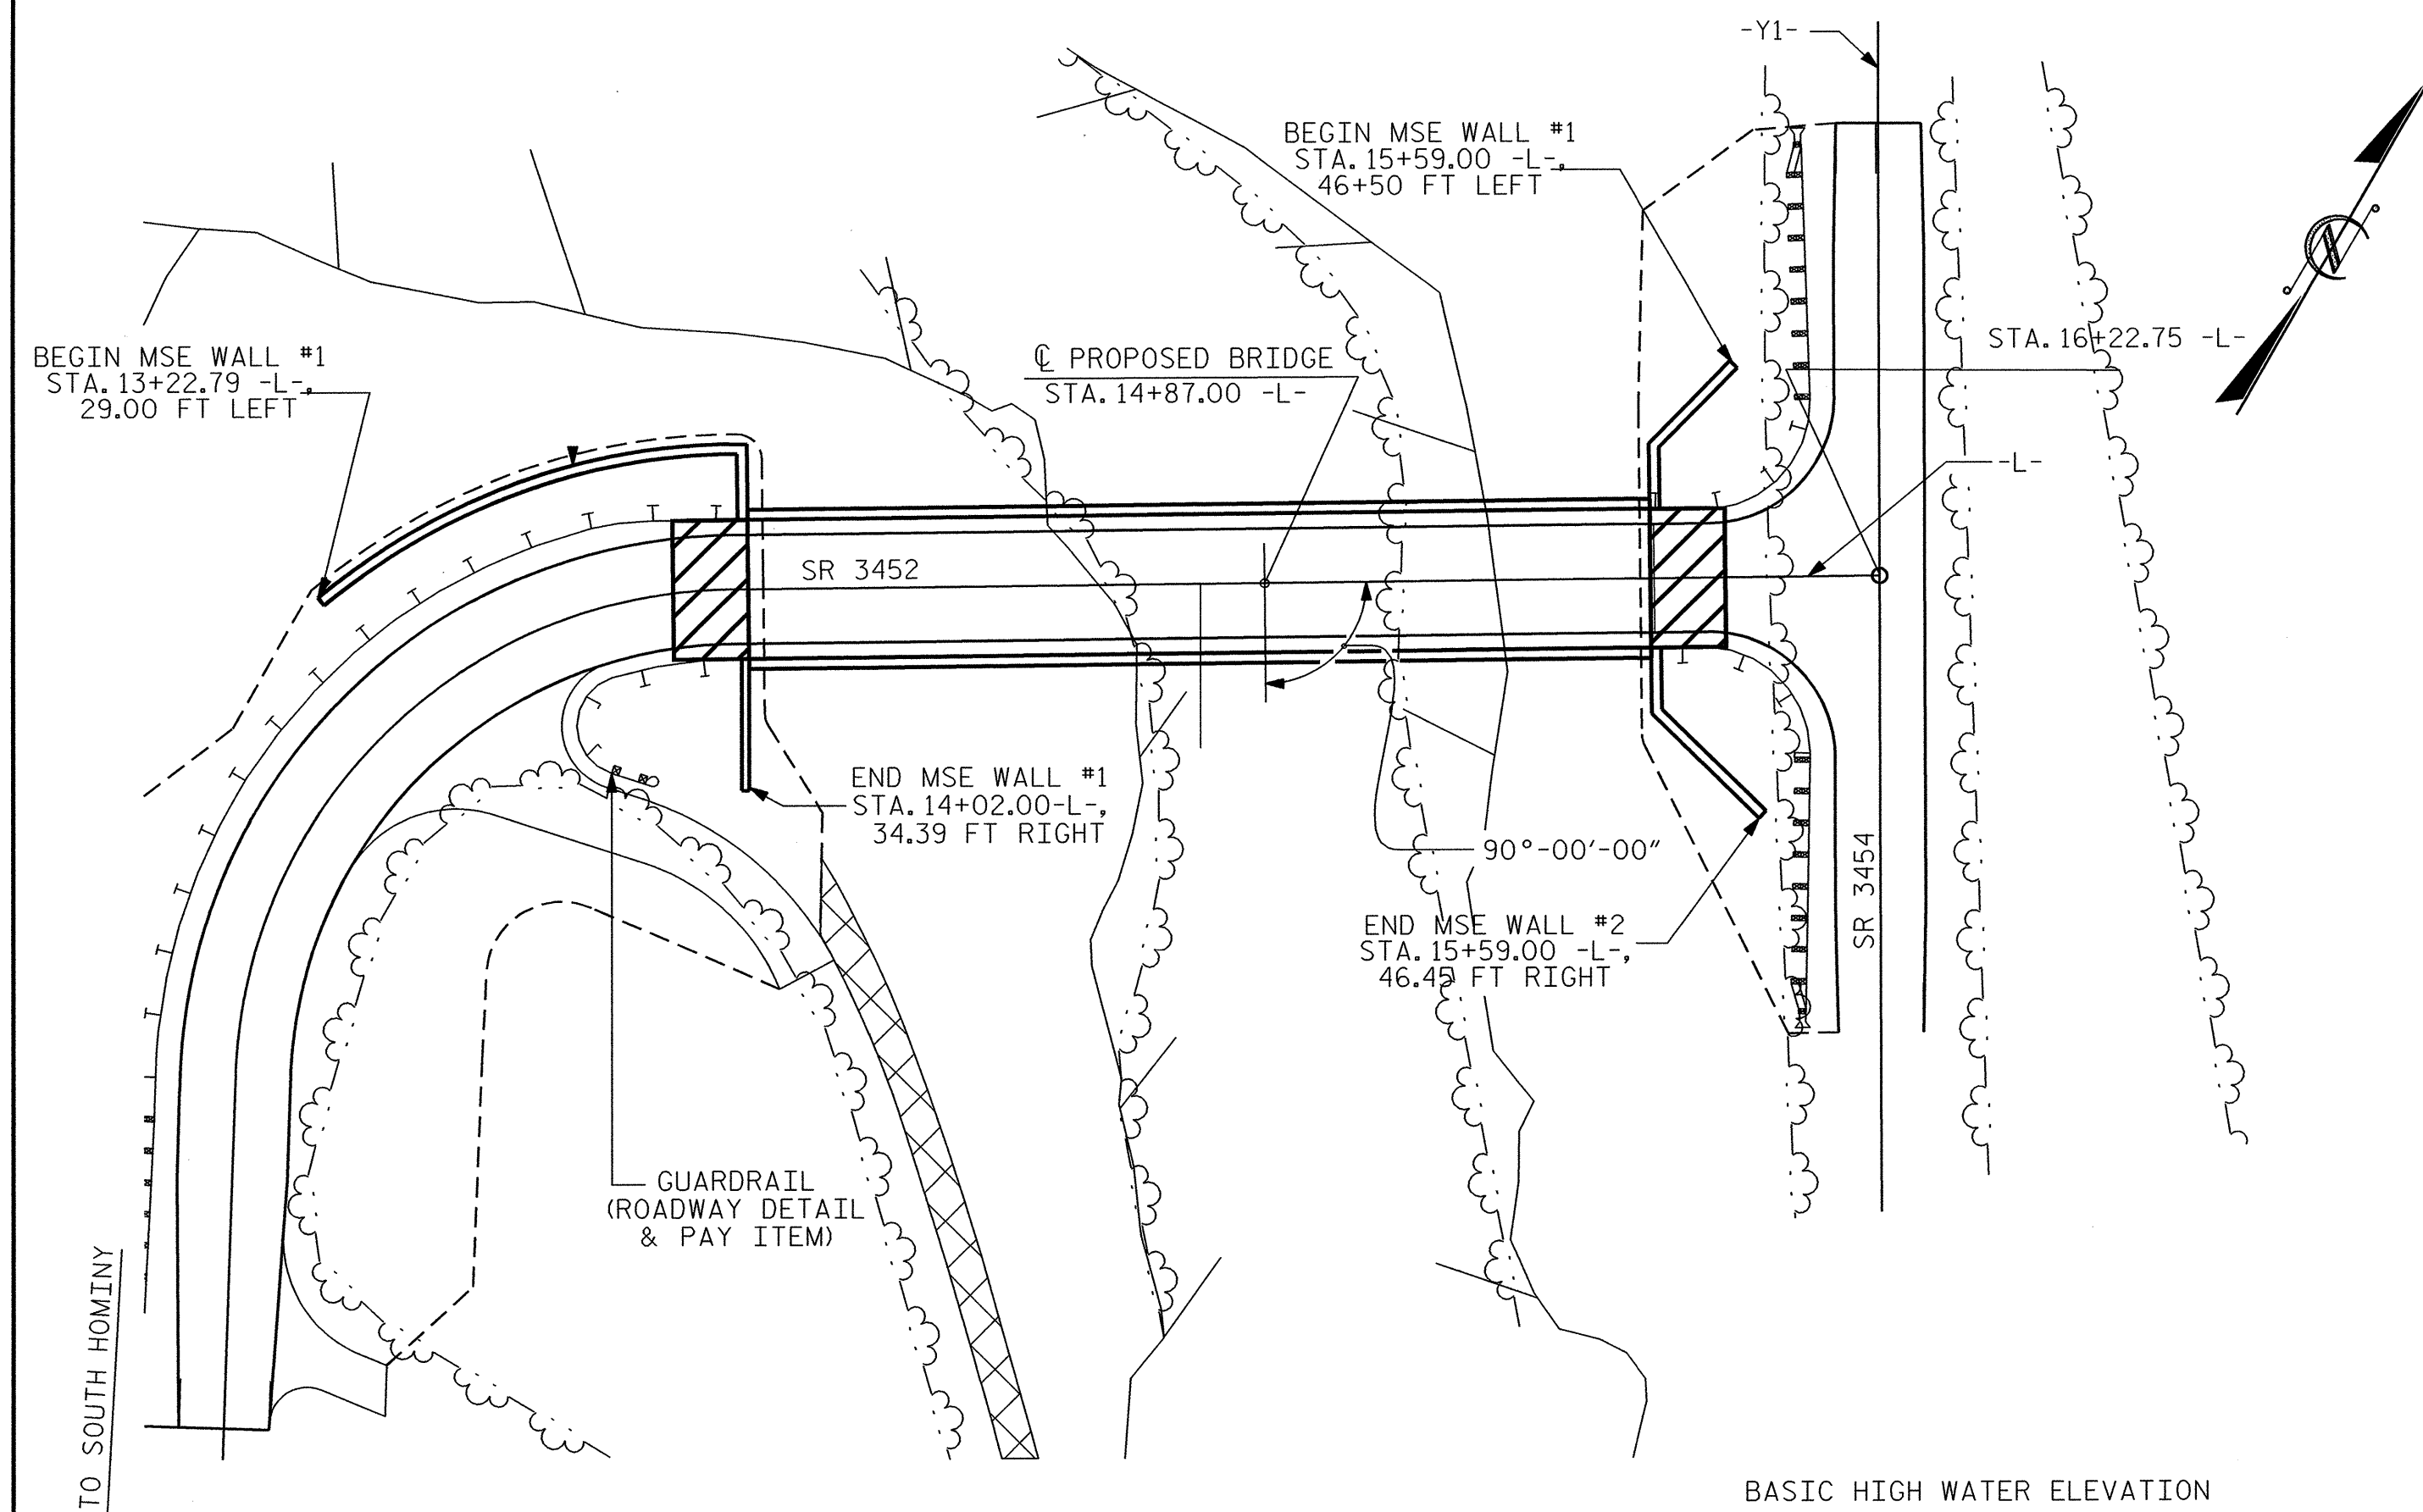 -Y1-
BEGIN MSE WALL #1
STA. 15+59.00 -L-,
46+50 FT LEFT
STA. 16+22.75 -L-
BEGIN MSE WALL #1
STA. 13+22.79 -L-,
29.00 FT LEFT
℄ PROPOSED BRIDGE
STA. 14+87.00 -L-
-L-
SR 3452
END MSE WALL #1
STA. 14+02.00-L-,
34.39 FT RIGHT
90°-00'-00"
END MSE WALL #2
STA. 15+59.00 -L-,
46.45 FT RIGHT
SR 3454
GUARDRAIL
(ROADWAY DETAIL
& PAY ITEM)
TO SOUTH HOMINY
BASIC HIGH WATER ELEVATION
N